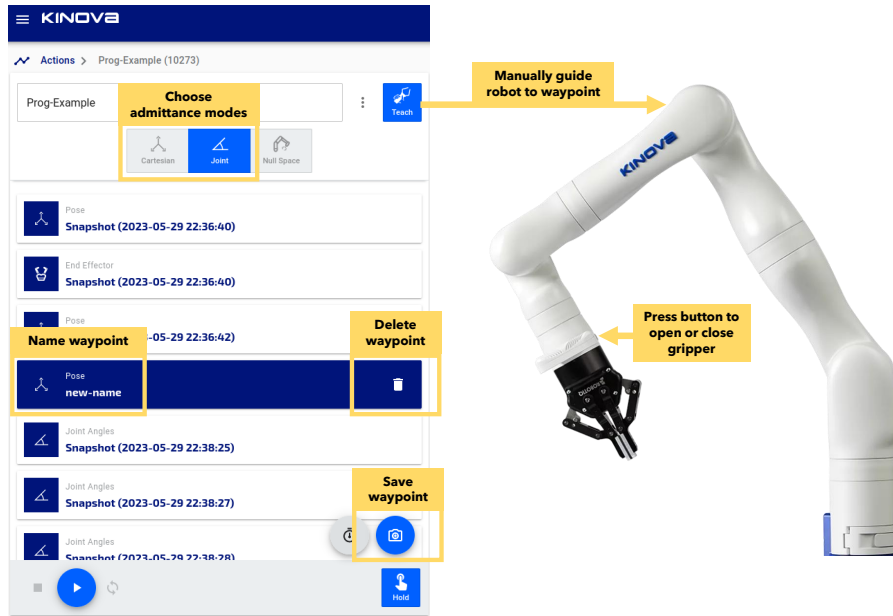 KINOVA
Actions > Prog-Example (10273)
Prog-Example
Choose
admittance modes
Teach
Cartesian
Joint
Null Space
Manually guide
robot to waypoint
KINOVA
Pose
Snapshot (2023-05-29 22:36:40)
End Effector
Snapshot (2023-05-29 22:36:40)
Pose
-05-29 22:36:42)
Name waypoint
Delete
waypoint
Pose
new-name
Press button to
open or close
gripper
ROBOTIQ
Joint Angles
Snapshot (2023-05-29 22:38:25)
Joint Angles
Snapshot (2023-05-29 22:38:27)
Save
waypoint
Joint Angles
Snapshot (2023-05-29 22:38:28)
Hold